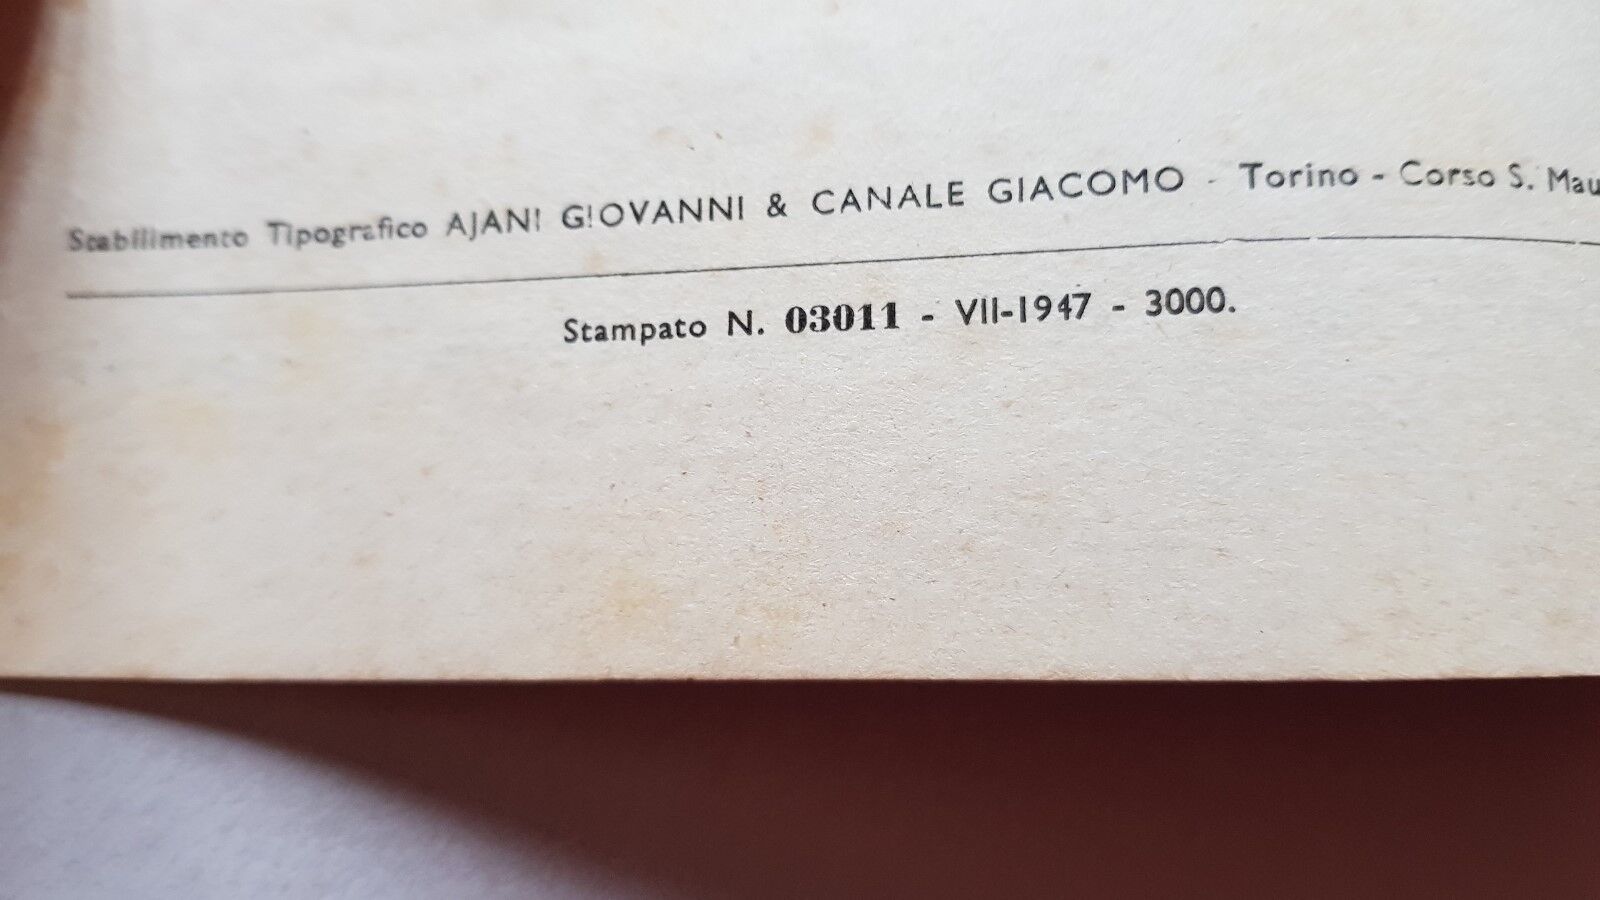 Stabilimento Tipografico AJANI GIOVANNI & CANALE GIACOMO - Torino - Corso S.
Stampato N. 03011 - VII-1947 - 3000.